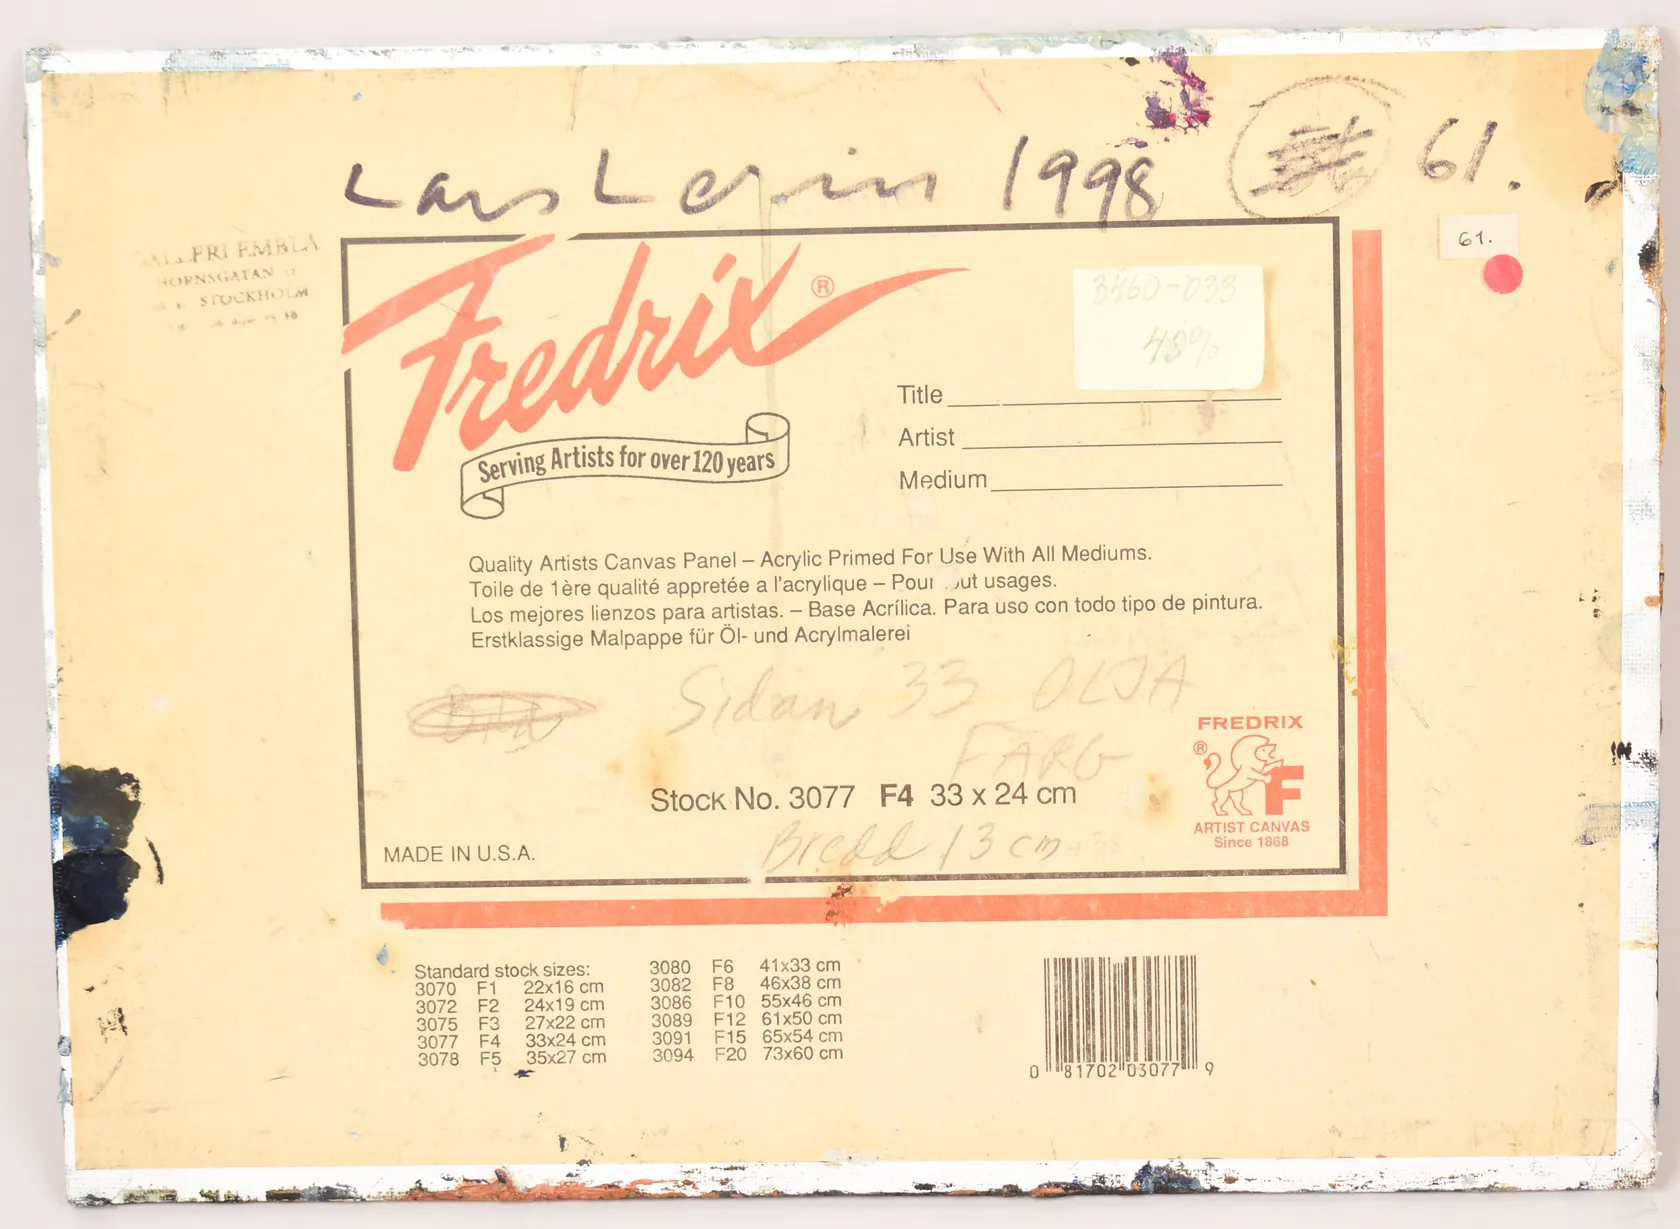 Lars Lerin 1998 61.
61.
GALLERI EMBLA
HORNSGATAN
STOCKHOLM
Fredrix®
3460-033
48%
Title
Artist
Medium
Serving Artists for over 120 years
Quality Artists Canvas Panel – Acrylic Primed For Use With All Mediums.
Toile de 1ère qualité appretée a l'acrylique – Pour out usages.
Los mejores lienzos para artistas. – Base Acrílica. Para uso con todo tipo de pintura.
Erstklassige Malpappe für Öl- und Acrylmalerei
Sidan 33 OLJA
FÄRG
FREDRIX
®
F
ARTIST CANVAS
Since 1868
Stock No. 3077 F4 33 x 24 cm
Bredd 13 cm
MADE IN U.S.A.
Standard stock sizes:
3070 F1 22x16 cm
3072 F2 24x19 cm
3075 F3 27x22 cm
3077 F4 33x24 cm
3078 F5 35x27 cm
3080 F6 41x33 cm
3082 F8 46x38 cm
3086 F10 55x46 cm
3089 F12 61x50 cm
3091 F15 65x54 cm
3094 F20 73x60 cm
0 81702 03077 9